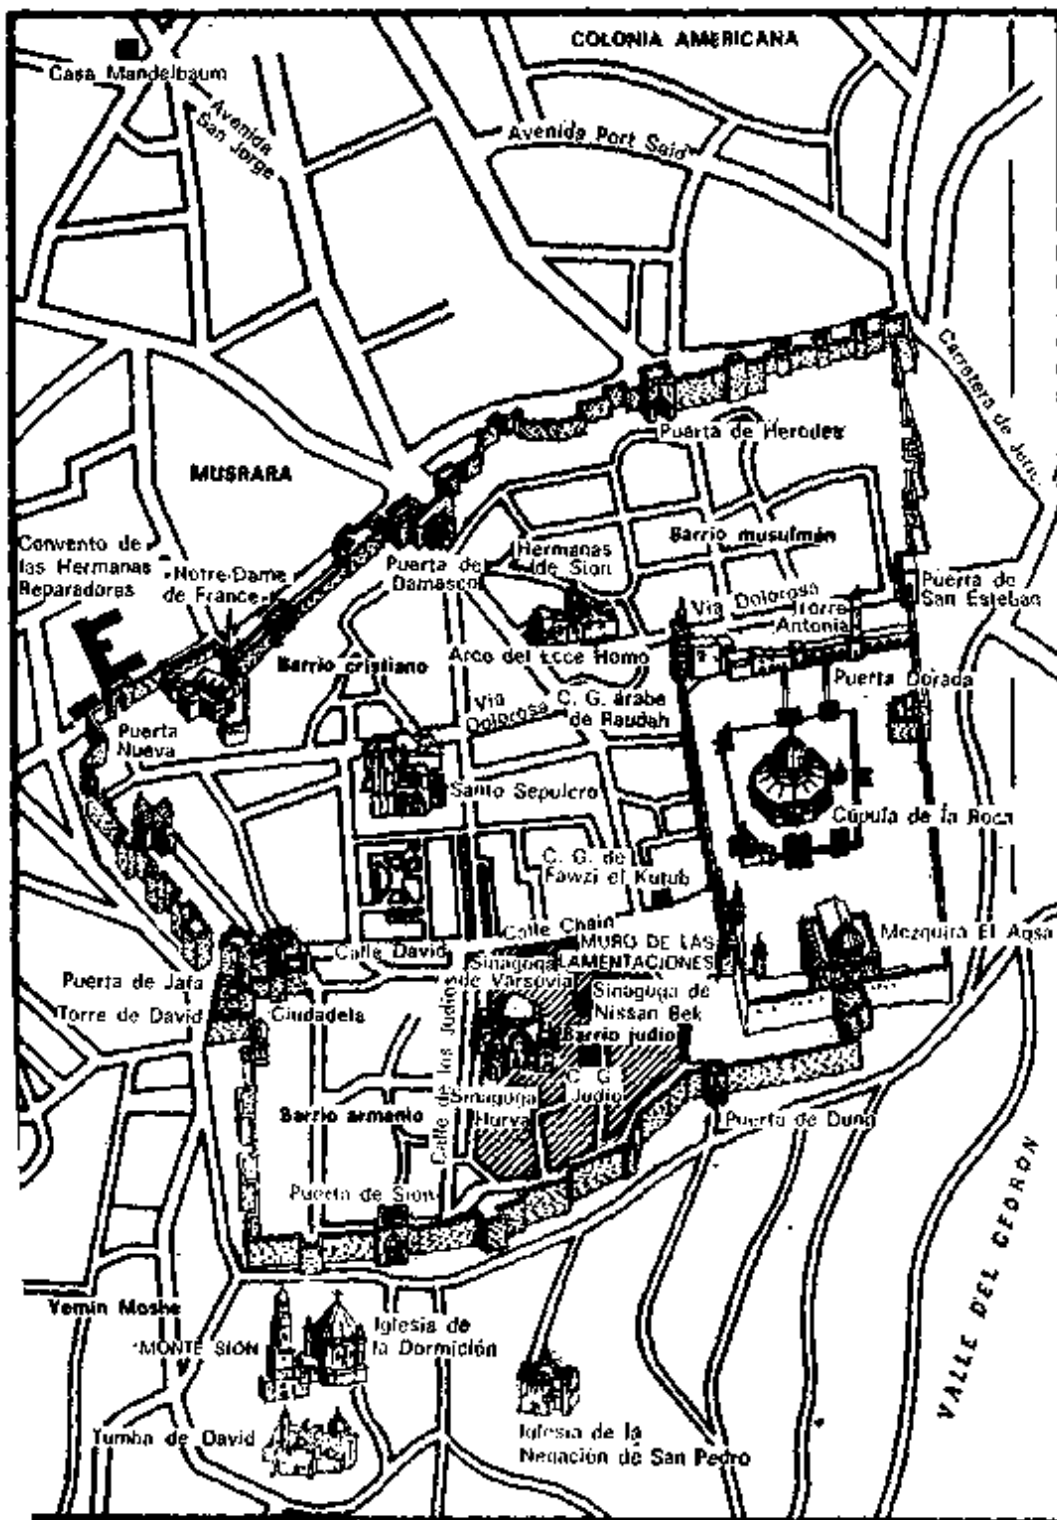 COLONIA AMERICANA
Casa Mandelbaum
Avenida
San Jorge
Avenida Port Said
Carretera de
Puerta de Herodes
MUSRARA
Barrio musulmán
Convento de
las Hermanas
Reparadoras
Notre-Dame
de France
Puerta de
Damasco
Hermanas
de Sion
Puerta de
San Esteban
Via Dolorosa
Torre
Antonia
Barrio cristiano
Arco del Ecce Homo
Puerta Dorada
Via
Dolorosa
C. G. árabe
de Raudah
Puerta
Nueva
Santo Sepulcro
Cúpula de la Roca
C. G. de
Fawzi el Kutub
Calle Chain
Calle David
MURO DE LAS
LAMENTACIONES
Mezquita El Aqsa
Sinagoga
de Varsovia
Puerta de Jafa
Torre de David
Ciudadela
Sinagoga de
Nissan Bek
Barrio judío
Calle de los Judios
C. G.
Judio
Sinagoga
Hurva
Barrio armenio
Puerta de Dung
Puerta de Sion
VALLE DEL CEDRON
Yemin Moshe
MONTE SION
Iglesia de
la Dormición
Tumba de David
Iglesia de la
Negación de San Pedro